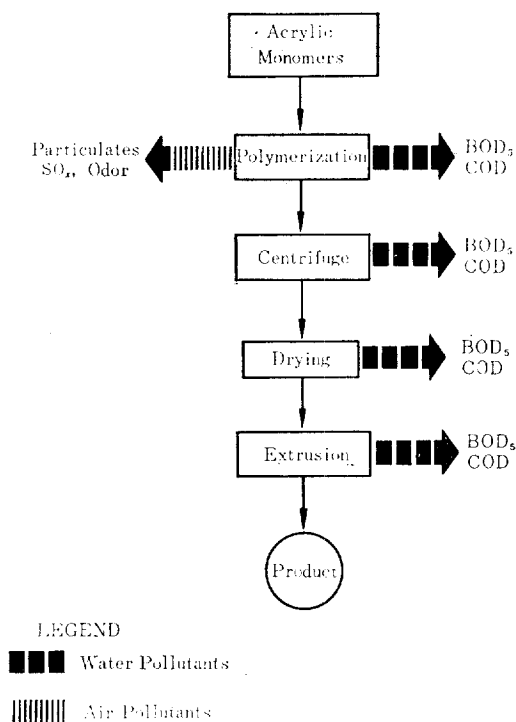 Acrylic
Monomers
Particulates
SOₓ, Odor
Polymerization
BOD₅
COD
Centrifuge
BOD₅
COD
Drying
BOD₅
COD
Extrusion
BOD₅
COD
Product
LEGEND
Water Pollutants
Air Pollutants